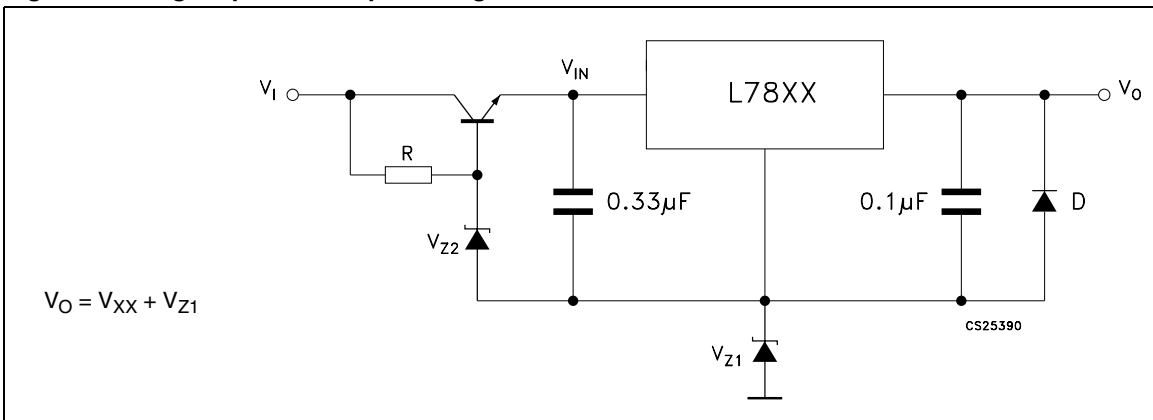 V_I
V_IN
L78XX
V_O
R
0.33µF
0.1µF
D
V_Z2
V_O = V_XX + V_Z1
CS25390
V_Z1